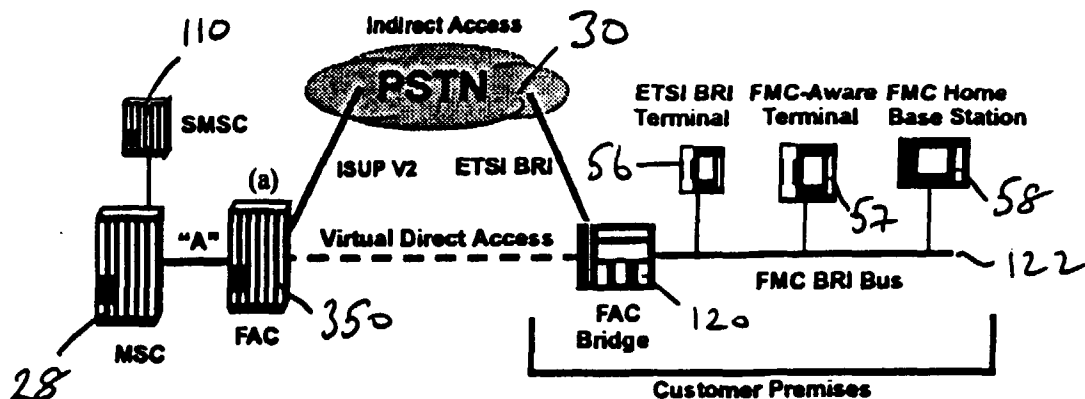 Indirect Access
110
30
PSTN
ETSI BRI
Terminal
FMC-Aware
Terminal
FMC Home
Base Station
SMSC
(a)
ISUP V2
ETSI BRI
56
57
58
"A"
Virtual Direct Access
122
FMC BRI Bus
MSC
FAC
350
FAC
Bridge
120
28
Customer Premises